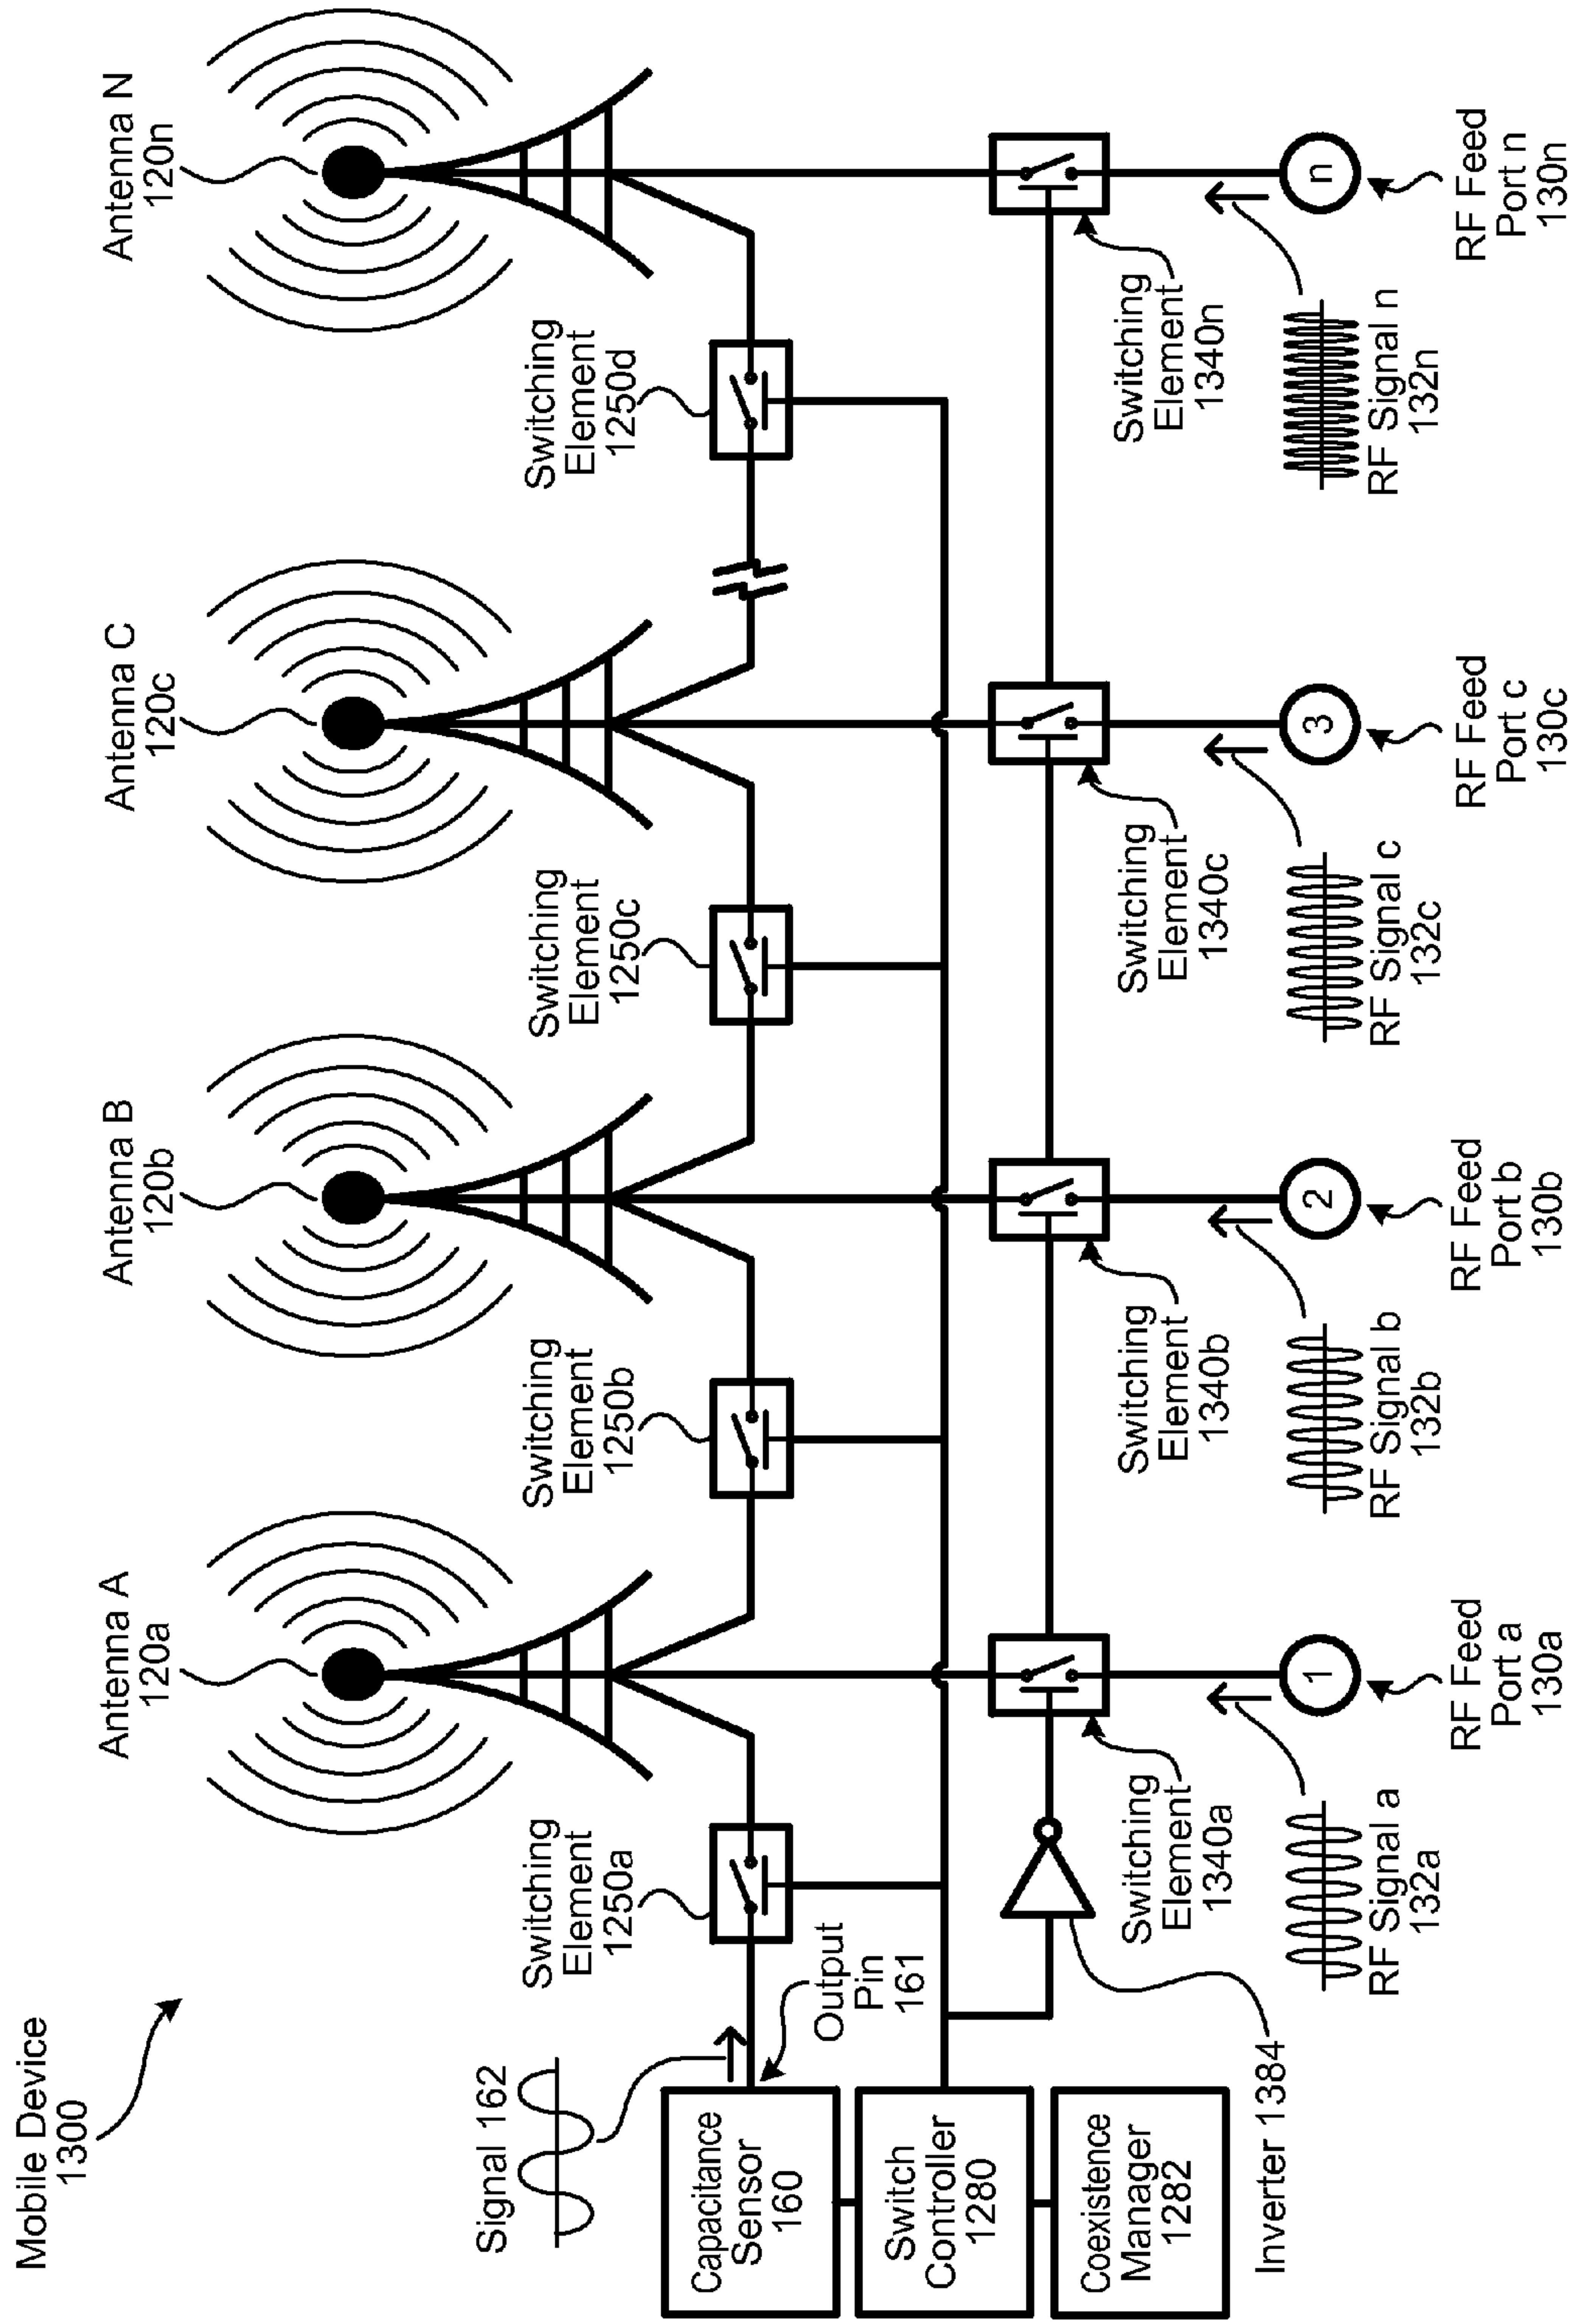 Mobile Device
1300
Antenna A
120a
Antenna B
120b
Antenna C
120c
Antenna N
120n
Signal 162
Switching
Element
1250a
Switching
Element
1250b
Switching
Element
1250c
Switching
Element
1250d
Output
Pin
161
Capacitance
Sensor
160
Switch
Controller
1280
Coexistence
Manager
1282
Inverter 1384
Switching
Element
1340a
Switching
Element
1340b
Switching
Element
1340c
Switching
Element
1340n
RF Signal a
132a
RF Signal b
132b
RF Signal c
132c
RF Signal n
132n
1
2
3
n
RF Feed
Port a
130a
RF Feed
Port b
130b
RF Feed
Port c
130c
RF Feed
Port n
130n